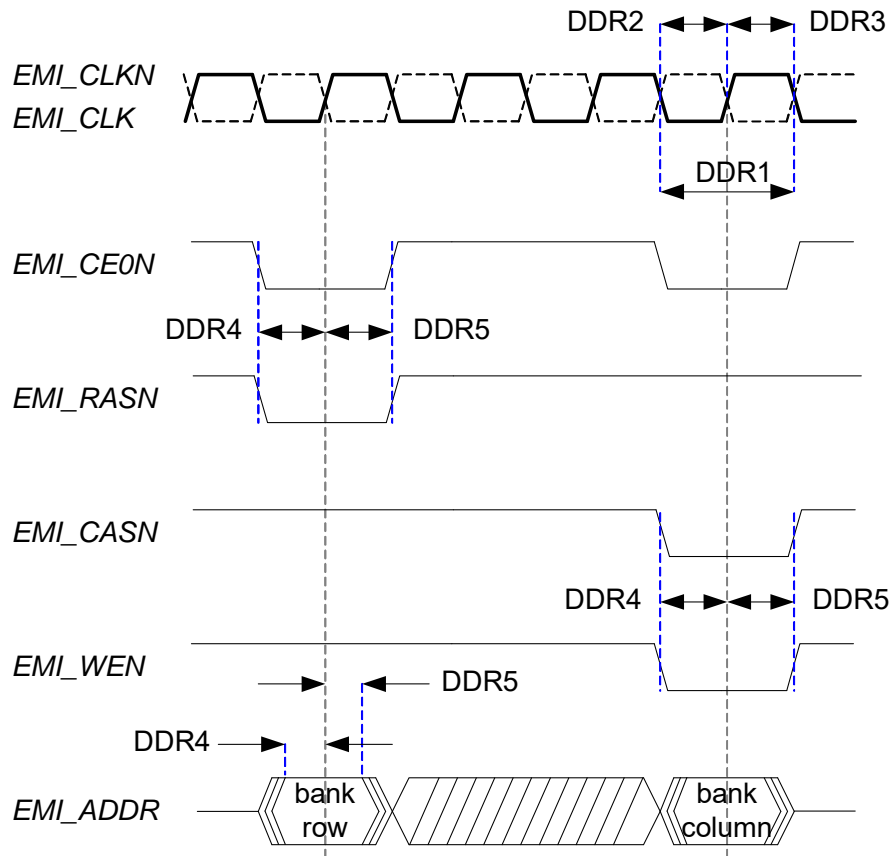 DDR2 DDR3
EMI_CLKN
EMI_CLK
DDR1
EMI_CE0N
DDR4 DDR5
EMI_RASN
EMI_CASN
DDR4 DDR5
EMI_WEN
DDR5
DDR4
EMI_ADDR
bank
row
bank
column